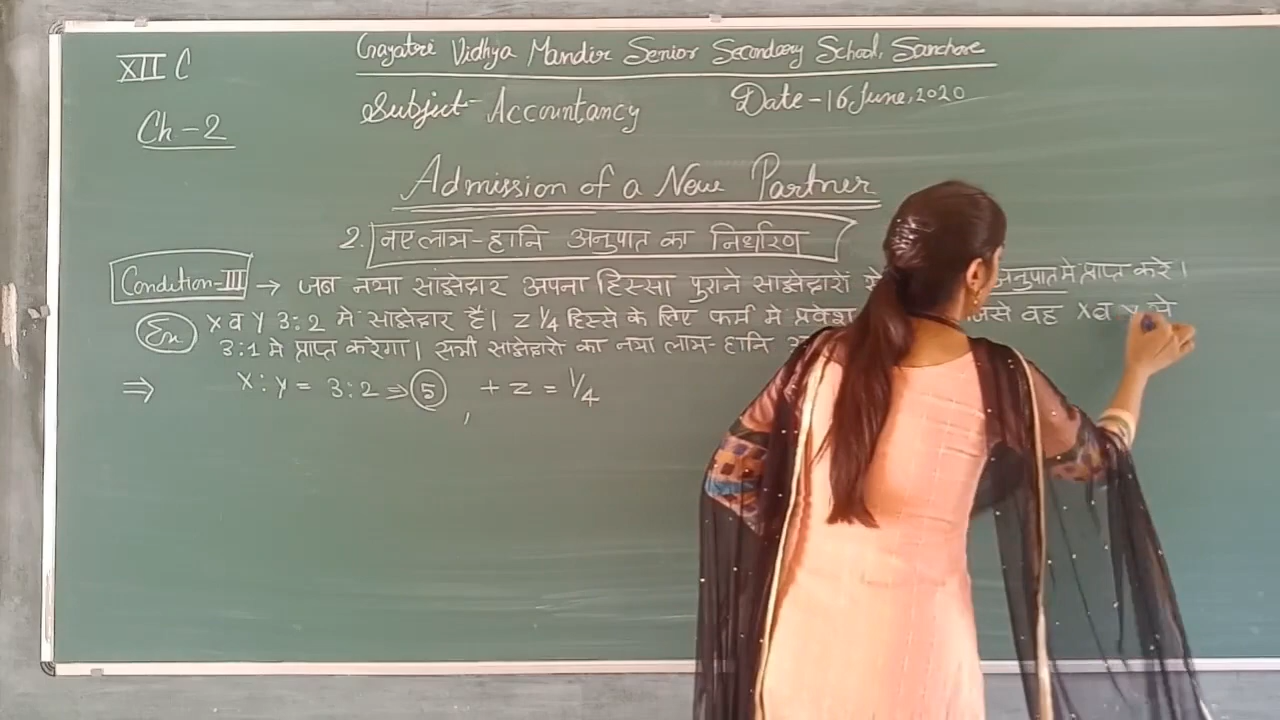 XII C
Gayatri Vidhya Mandir Senior Secondary School, Sanchore
Subject- Accountancy Date-16 June, 2020
Ch-2
Admission of a New Partner
2. नए लाभ-हानि अनुपात का निर्धारण
Condition-III → जब नया साझेदार अपना हिस्सा पुराने साझेदारों अनुपात में प्राप्त करे।
Ex X व Y 3:2 मे साझेदार है। Z 1/4 हिस्से के लिए फर्म मे प्रवेश जिसे वह X व Y से
3:1 मे प्राप्त करेगा। सभी साझेदारो का नया लाभ-हानि
⇒ X:Y = 3:2 ⇒ 5 , + Z = 1/4